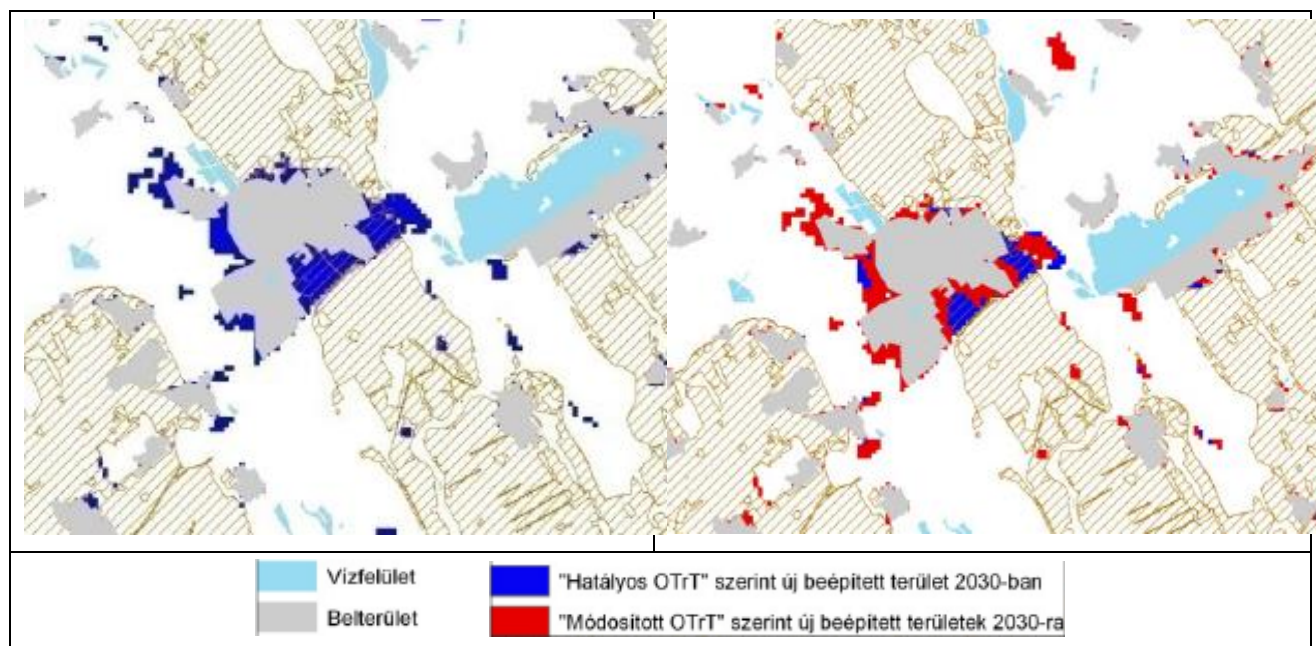 Vízfelület
"Hatályos OTrT" szerint új beépített terület 2030-ban
Belterület
"Módosított OTrT" szerint új beépített területek 2030-ra